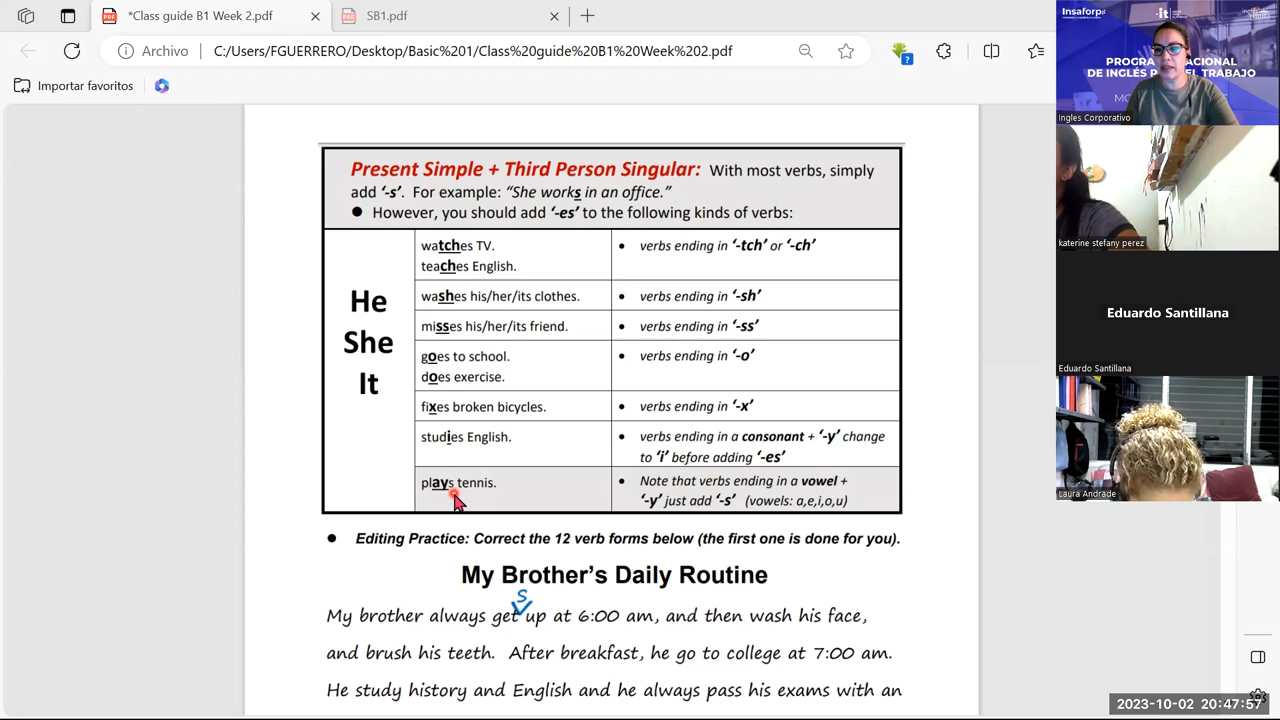 *Class guide B1 Week 2.pdf
SB1.pdf
Archivo
C:/Users/FGUERRERO/Desktop/Basic%201/Class%20guide%20B1%20Week%202.pdf
Importar favoritos
Present Simple + Third Person Singular: With most verbs, simply
add '-s'. For example: "She works in an office."
● However, you should add '-es' to the following kinds of verbs:
He
She
It
watches TV.
teaches English.
• verbs ending in '-tch' or '-ch'
washes his/her/its clothes.
• verbs ending in '-sh'
misses his/her/its friend.
• verbs ending in '-ss'
goes to school.
does exercise.
• verbs ending in '-o'
fixes broken bicycles.
• verbs ending in '-x'
studies English.
• verbs ending in a consonant + '-y' change
to 'i' before adding '-es'
plays tennis.
• Note that verbs ending in a vowel +
'-y' just add '-s' (vowels: a,e,i,o,u)
● Editing Practice: Correct the 12 verb forms below (the first one is done for you).
My Brother's Daily Routine
s
My brother always get up at 6:00 am, and then wash his face,
and brush his teeth. After breakfast, he go to college at 7:00 am.
He study history and English and he always pass his exams with an
Insaforp
it
Ingles Corporativo
katerine stefany perez
Eduardo Santillana
Eduardo Santillana
Laura Andrade
2023-10-02 20:47:57